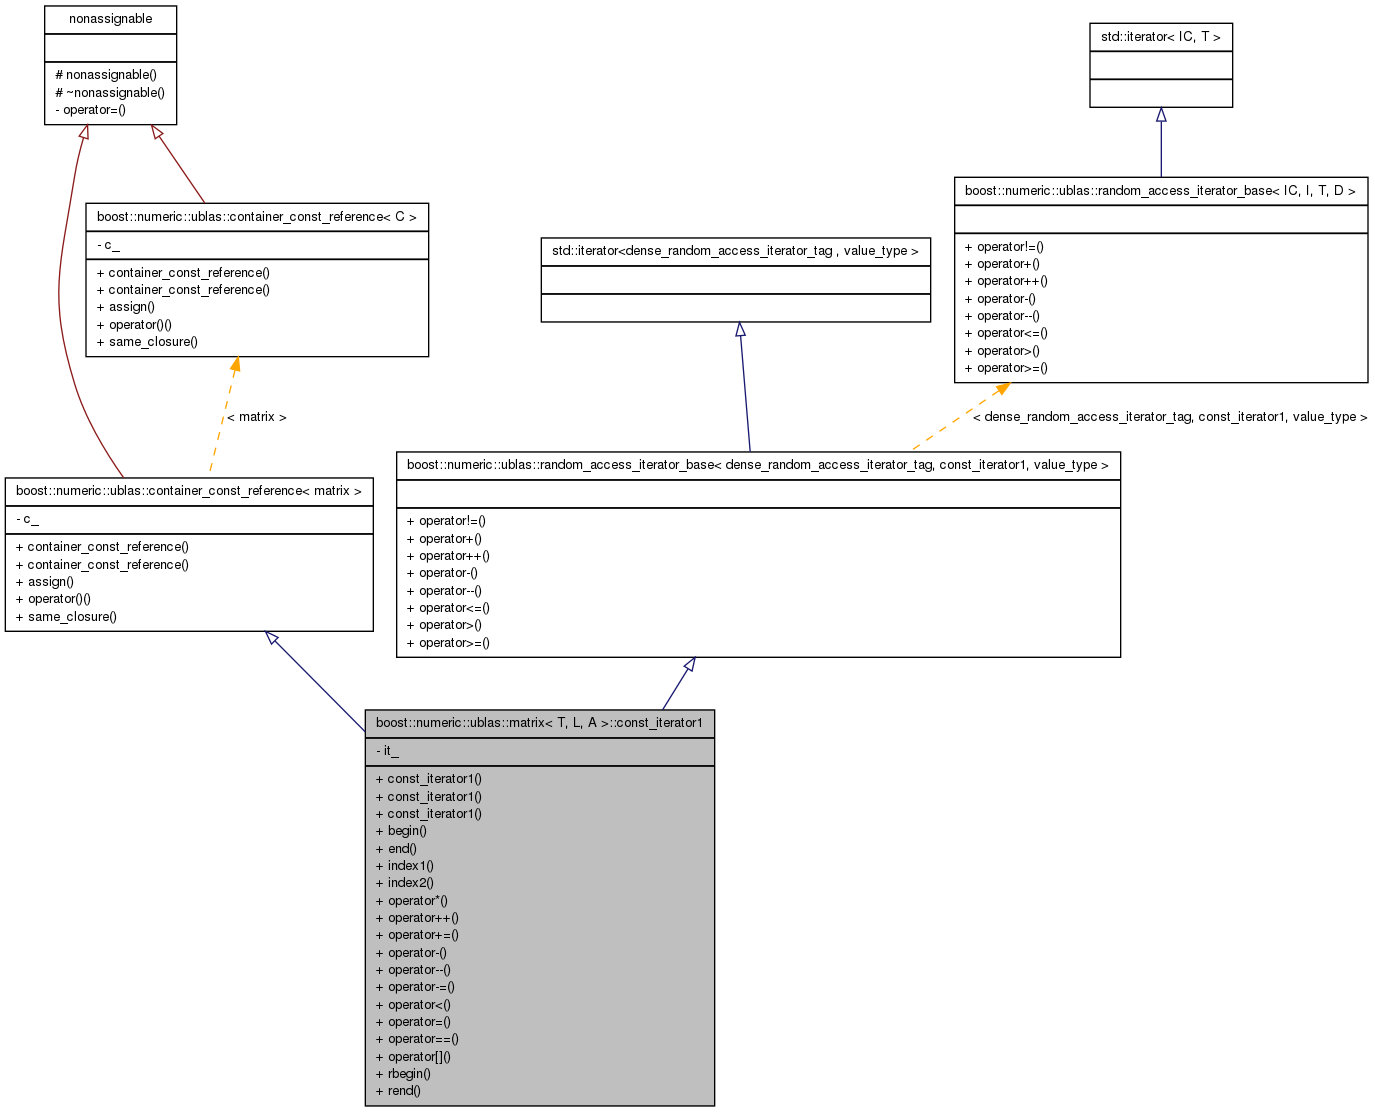 nonassignable
# nonassignable()
# ~nonassignable()
- operator=()
std::iterator< IC, T >
boost::numeric::ublas::random_access_iterator_base< IC, I, T, D >
+ operator!=()
+ operator+()
+ operator++()
+ operator-()
+ operator--()
+ operator<=()
+ operator>()
+ operator>=()
boost::numeric::ublas::container_const_reference< C >
- c_
+ container_const_reference()
+ container_const_reference()
+ assign()
+ operator()()
+ same_closure()
std::iterator<dense_random_access_iterator_tag , value_type >
< matrix >
< dense_random_access_iterator_tag, const_iterator1, value_type >
boost::numeric::ublas::container_const_reference< matrix >
- c_
+ container_const_reference()
+ container_const_reference()
+ assign()
+ operator()()
+ same_closure()
boost::numeric::ublas::random_access_iterator_base< dense_random_access_iterator_tag, const_iterator1, value_type >
+ operator!=()
+ operator+()
+ operator++()
+ operator-()
+ operator--()
+ operator<=()
+ operator>()
+ operator>=()
boost::numeric::ublas::matrix< T, L, A >::const_iterator1
- it_
+ const_iterator1()
+ const_iterator1()
+ const_iterator1()
+ begin()
+ end()
+ index1()
+ index2()
+ operator*()
+ operator++()
+ operator+=()
+ operator-()
+ operator--()
+ operator-=()
+ operator<()
+ operator=()
+ operator==()
+ operator[]()
+ rbegin()
+ rend()